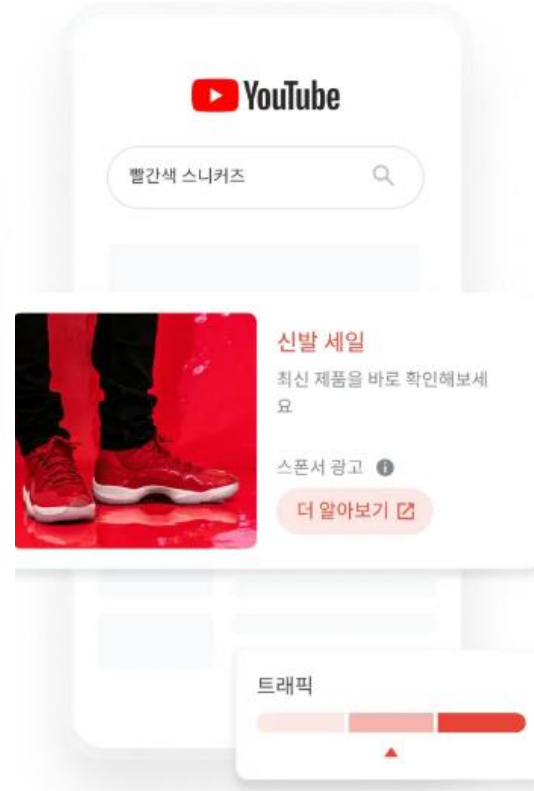 YouTube
빨간색 스니커즈
신발 세일
최신 제품을 바로 확인해보세
요
스폰서 광고
더 알아보기
트래픽